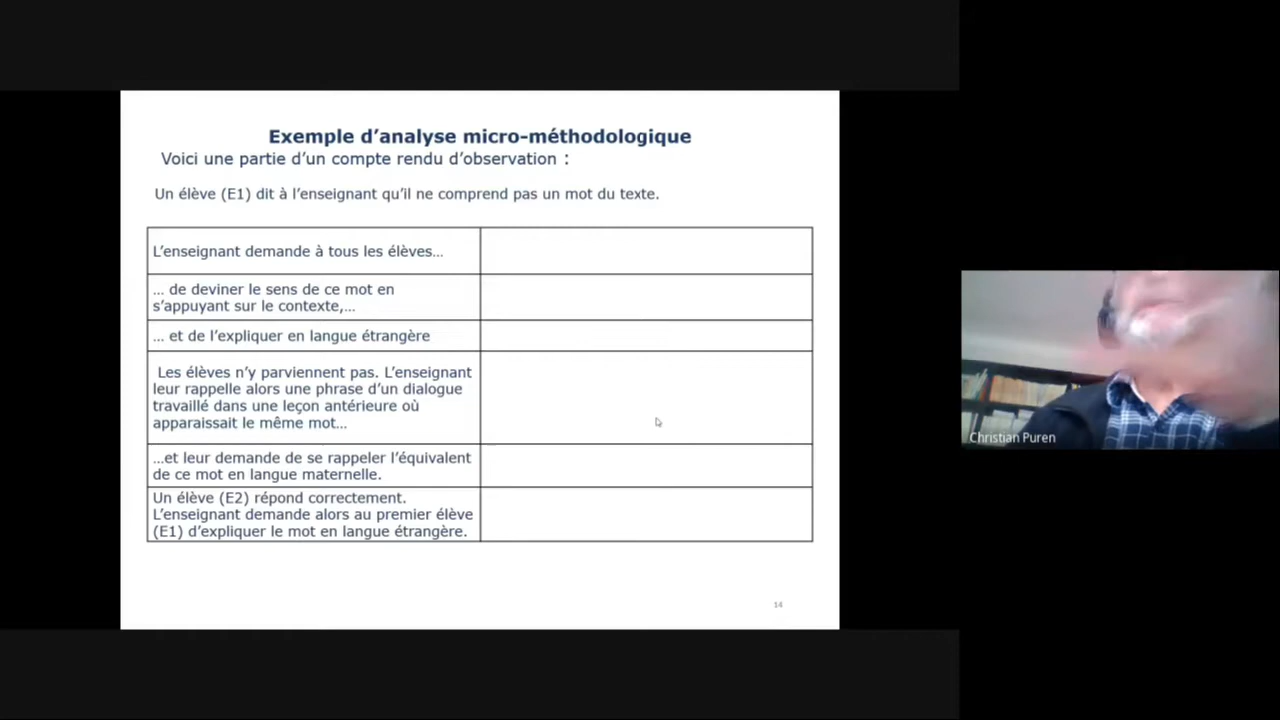 Exemple d’analyse micro-méthodologique
Voici une partie d’un compte rendu d’observation :
Un élève (E1) dit à l’enseignant qu’il ne comprend pas un mot du texte.
L’enseignant demande à tous les élèves…
… de deviner le sens de ce mot en
s’appuyant sur le contexte,…
… et de l’expliquer en langue étrangère
Les élèves n’y parviennent pas. L’enseignant
leur rappelle alors une phrase d’un dialogue
travaillé dans une leçon antérieure où
apparaissait le même mot…
…et leur demande de se rappeler l’équivalent
de ce mot en langue maternelle.
Un élève (E2) répond correctement.
L’enseignant demande alors au premier élève
(E1) d’expliquer le mot en langue étrangère.
14
Christian Puren